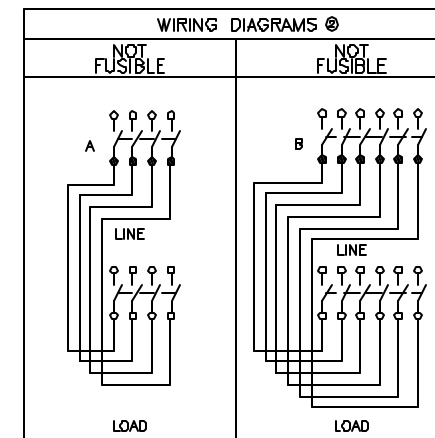 WIRING DIAGRAMS ②
NOT FUSIBLE
NOT FUSIBLE
A
B
LINE
LINE
LOAD
LOAD